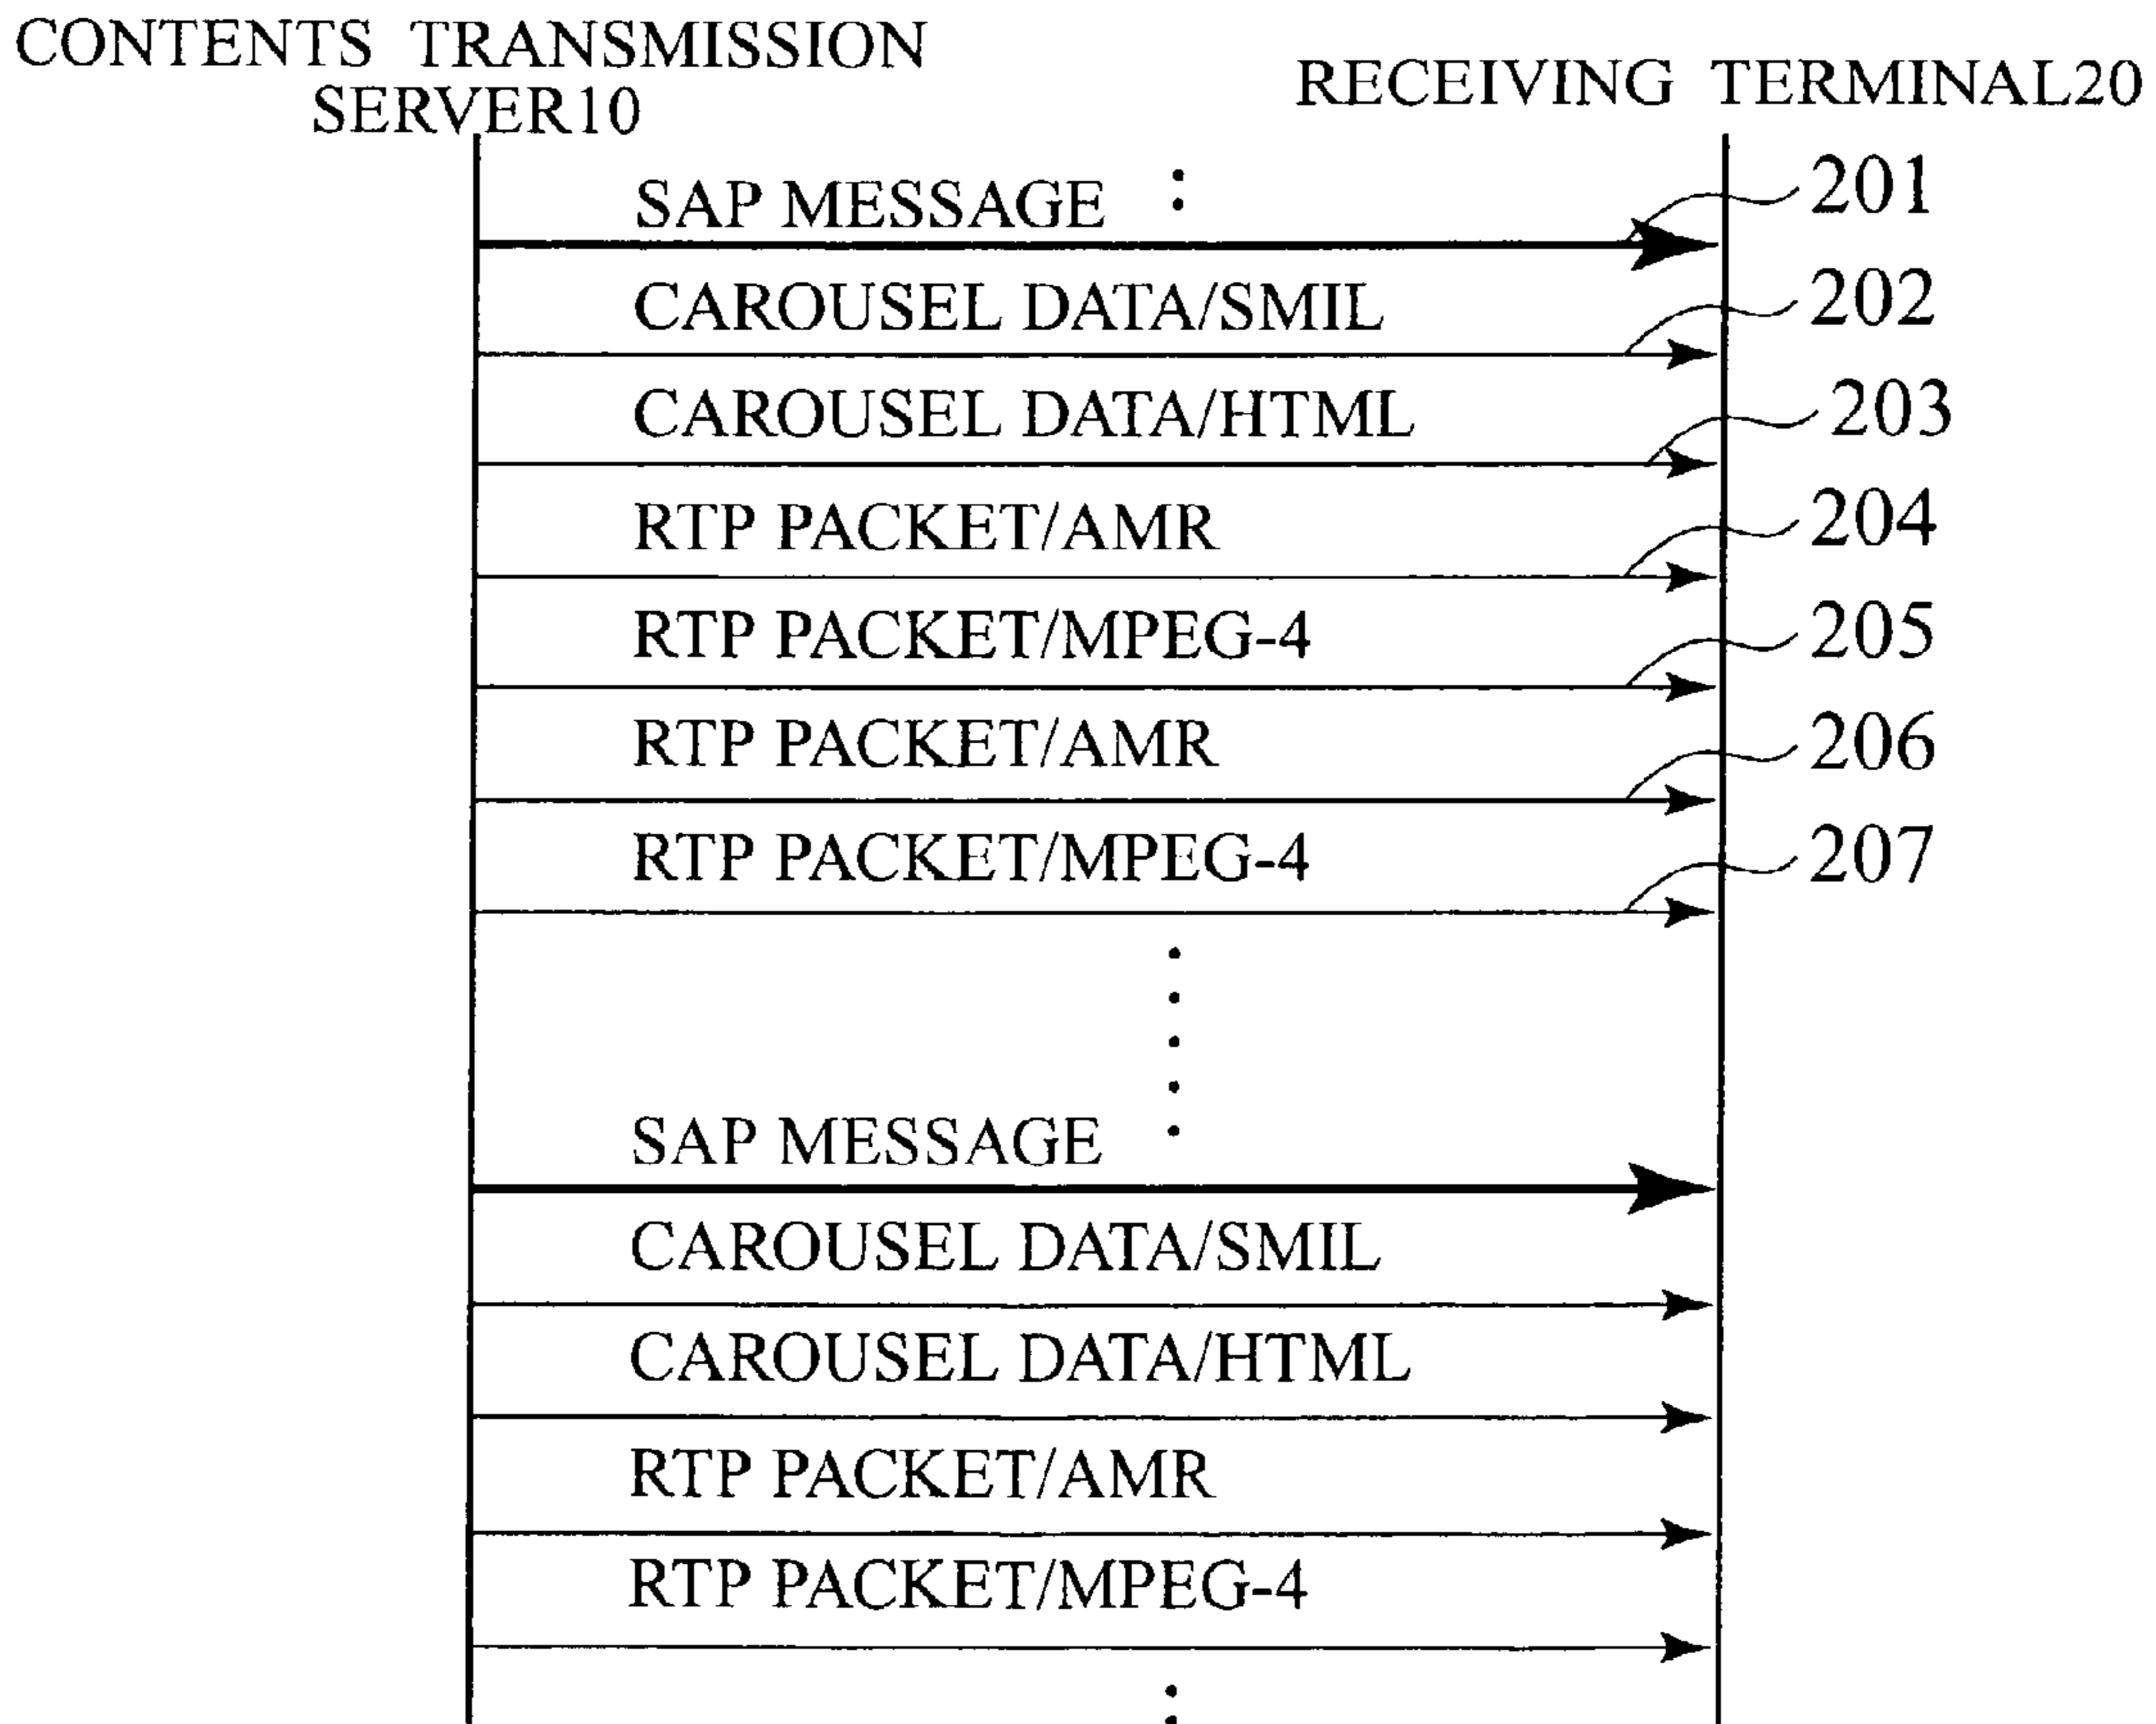 CONTENTS TRANSMISSION
SERVER10
RECEIVING TERMINAL20
SAP MESSAGE
201
CAROUSEL DATA/SMIL
202
CAROUSEL DATA/HTML
203
RTP PACKET/AMR
204
RTP PACKET/MPEG-4
205
RTP PACKET/AMR
206
RTP PACKET/MPEG-4
207
SAP MESSAGE
CAROUSEL DATA/SMIL
CAROUSEL DATA/HTML
RTP PACKET/AMR
RTP PACKET/MPEG-4